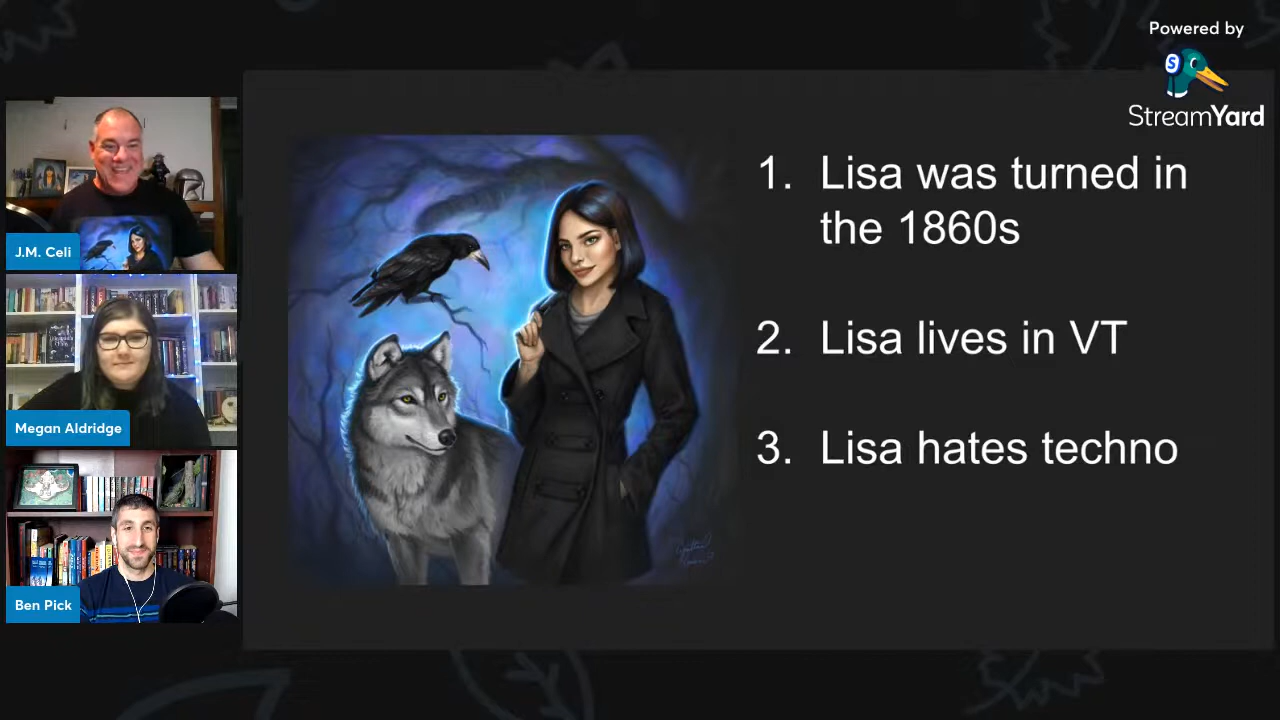 Powered by
StreamYard
J.M. Celi
Megan Aldridge
Ben Pick
1. Lisa was turned in
the 1860s
2. Lisa lives in VT
3. Lisa hates techno